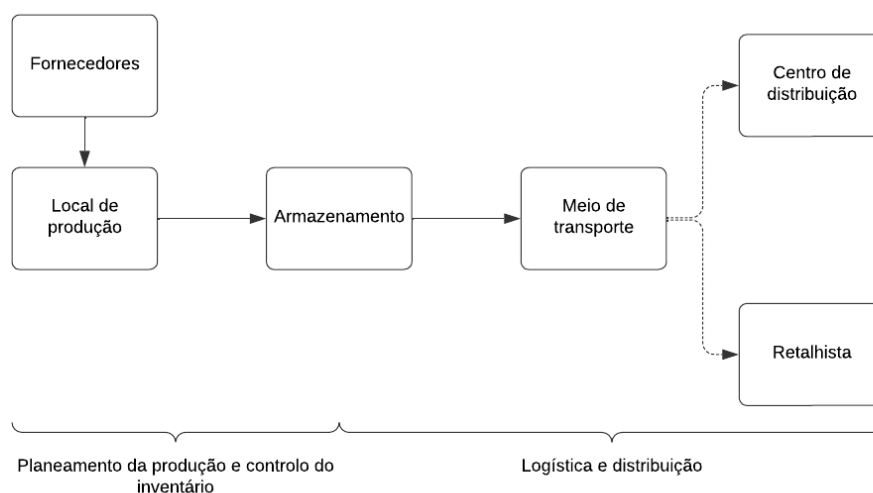 Fornecedores
Centro de
distribuição
Local de
produção
Armazenamento
Meio de
transporte
Retalhista
Planeamento da produção e controlo do
inventário
Logística e distribuição